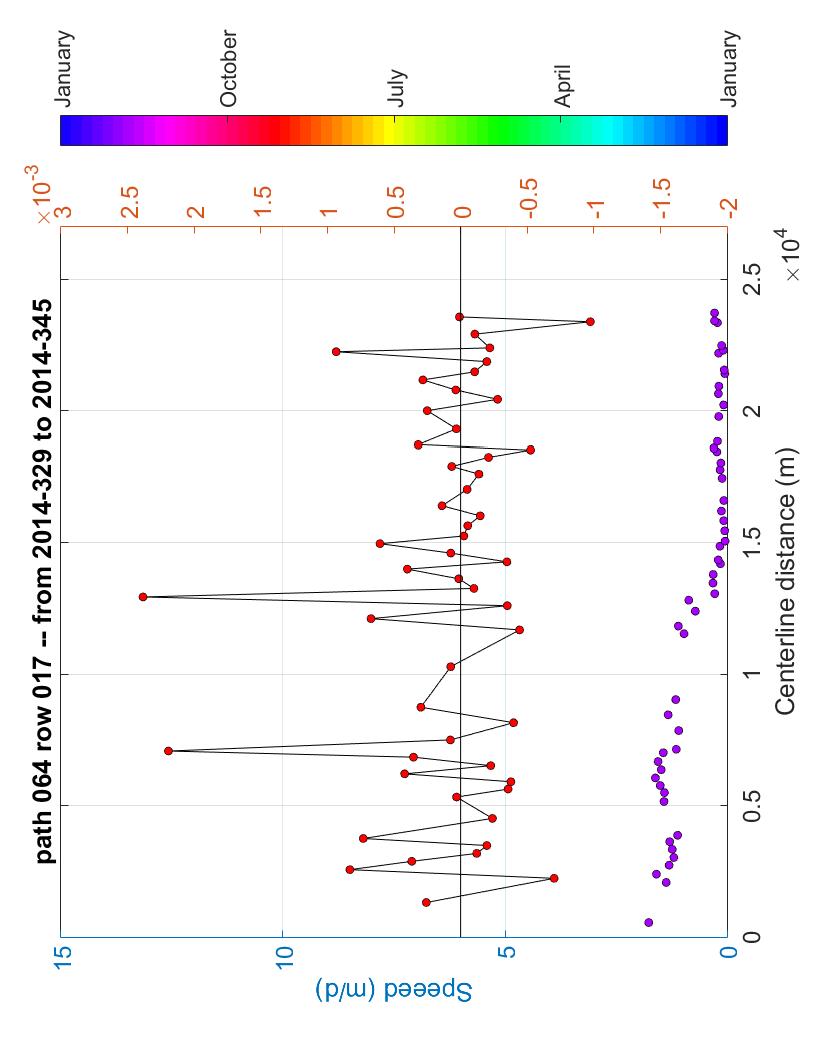 path 064 row 017 -- from 2014-329 to 2014-345
15
10
5
0
Speeed (m/d)
0
0.5
1
1.5
2
2.5
×10⁴
Centerline distance (m)
×10⁻³
3
2.5
2
1.5
1
0.5
0
-0.5
-1
-1.5
-2
January
October
July
April
January